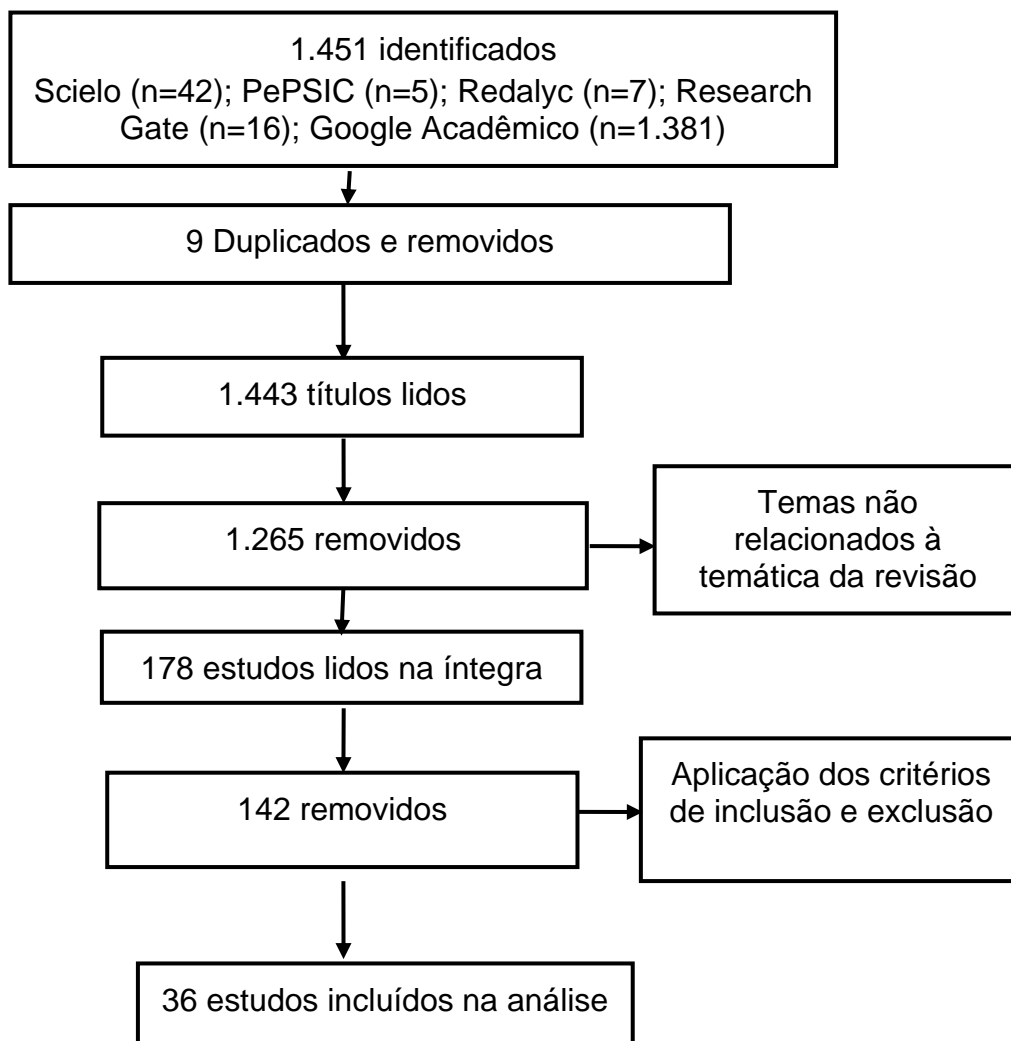 1.451 identificados
Scielo (n=42); PePSIC (n=5); Redalyc (n=7); Research
Gate (n=16); Google Acadêmico (n=1.381)
9 Duplicados e removidos
1.443 títulos lidos
1.265 removidos
Temas não
relacionados à
temática da revisão
178 estudos lidos na íntegra
142 removidos
Aplicação dos critérios
de inclusão e exclusão
36 estudos incluídos na análise